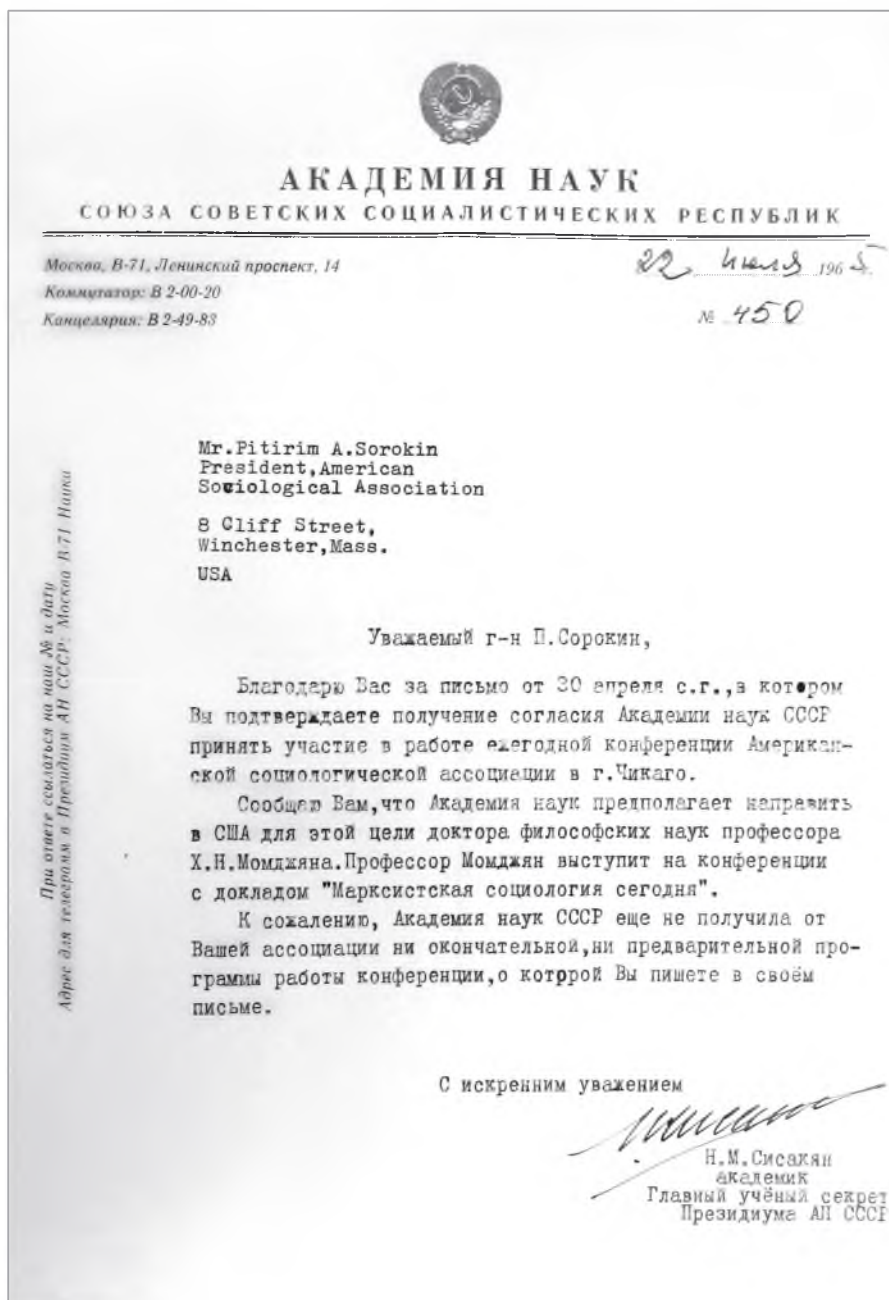 АКАДЕМИЯ НАУК
СОЮЗА СОВЕТСКИХ СОЦИАЛИСТИЧЕСКИХ РЕСПУБЛИК
Москва, В-71, Ленинский проспект, 14
Коммутатор: В 2-00-20
Канцелярия: В 2-49-83
22 июля 1965
№ 450
Mr.Pitirim A.Sorokin
President,American
Sociological Association
8 Cliff Street,
Winchester,Mass.
USA
При ответе ссылаться на наш № и дату
Адрес для телеграмм в Президиум АН СССР: Москва В-71 Наука
Уважаемый г-н П.Сорокин,
Благодарю Вас за письмо от 30 апреля с.г.,в котором
Вы подтверждаете получение согласия Академии наук СССР
принять участие в работе ежегодной конференции Американ-
ской социологической ассоциации в г.Чикаго.
Сообщаю Вам,что Академия наук предполагает направить
в США для этой цели доктора философских наук профессора
Х.Н.Момджяна.Профессор Момджян выступит на конференции
с докладом "Марксистская социология сегодня".
К сожалению, Академия наук СССР еще не получила от
Вашей ассоциации ни окончательной,ни предварительной про-
граммы работы конференции,о котррой Вы пишете в своём
письме.
С искренним уважением
Н.М.Сисакян
академик
Главный учёный секрет
Президиума АН СССР